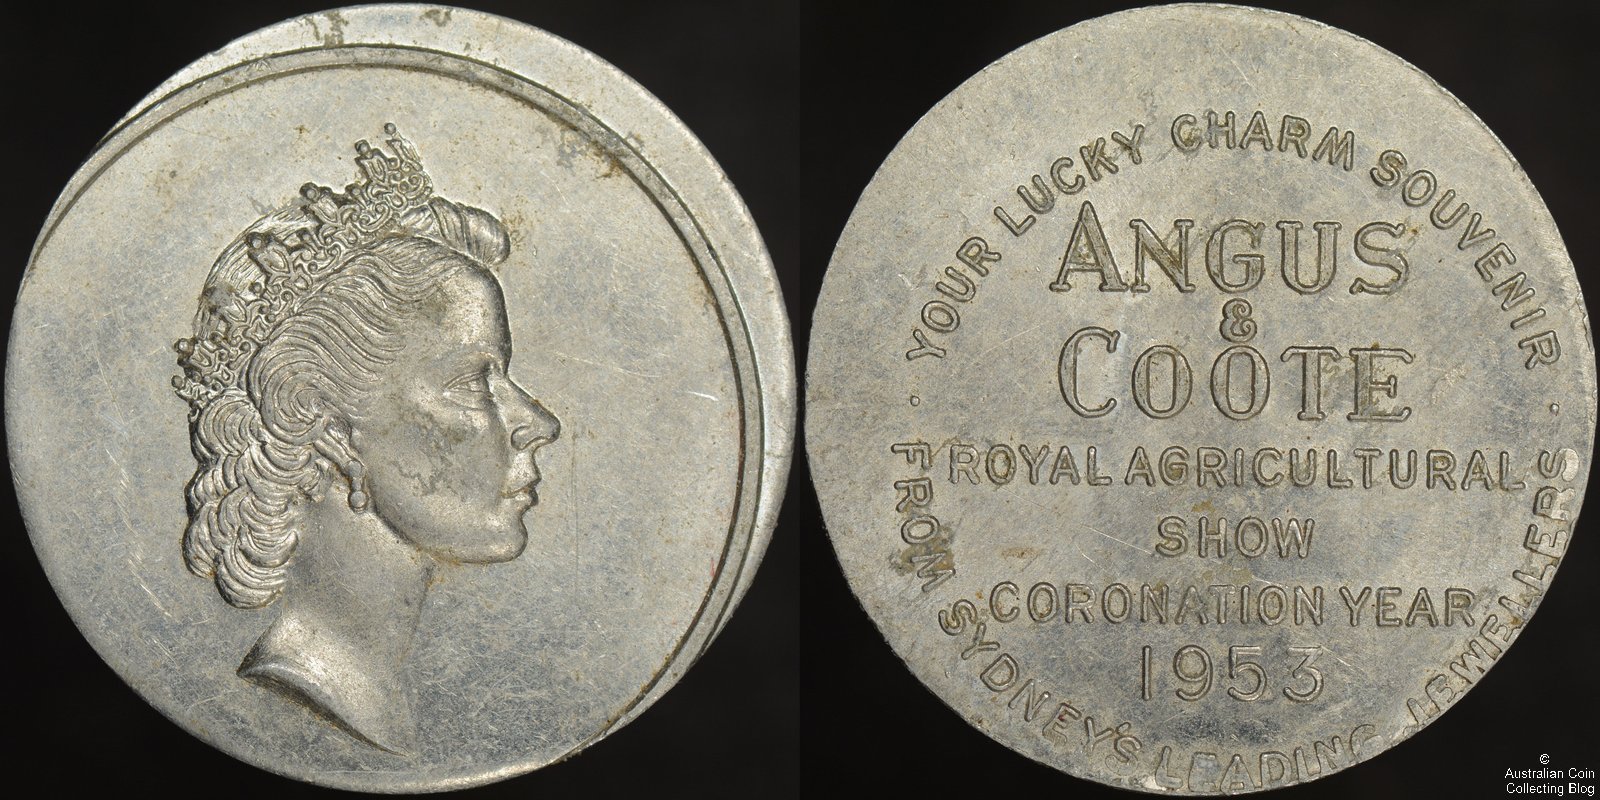 · YOUR LUCKY CHARM SOUVENIR ·
ANGUS
&
COOTE
ROYAL AGRICULTURAL
SHOW
CORONATION YEAR
1953
FROM SYDNEY'S LEADING JEWELLERS
©
Australian Coin
Collecting Blog